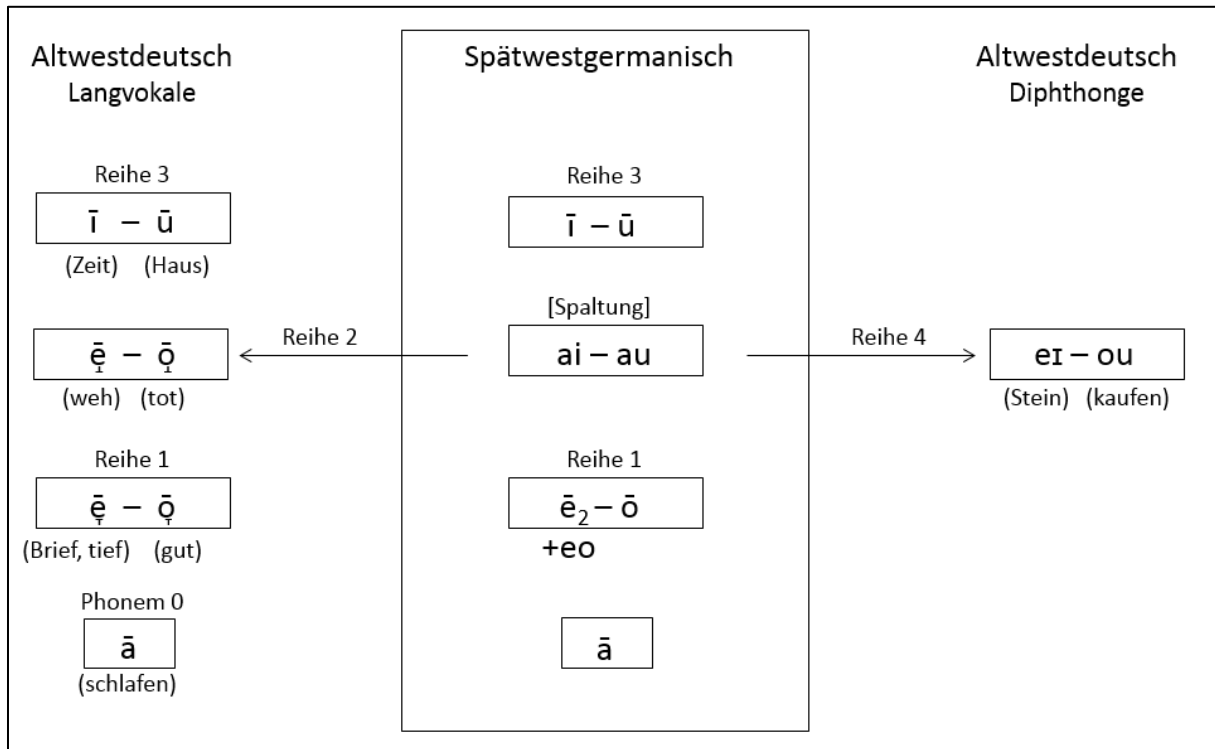 Altwestdeutsch
Langvokale
Spätwestgermanisch
Altwestdeutsch
Diphthonge
Reihe 3
ī – ū
(Zeit) (Haus)
Reihe 3
ī – ū
Reihe 2
ẹ̄˔ – ọ̄˔
(weh) (tot)
[Spaltung]
ai – au
Reihe 4
eɪ – ou
(Stein) (kaufen)
Reihe 1
ē̞ – ō̞
(Brief, tief) (gut)
Reihe 1
ē₂ – ō
+eo
Phonem 0
ā
(schlafen)
ā